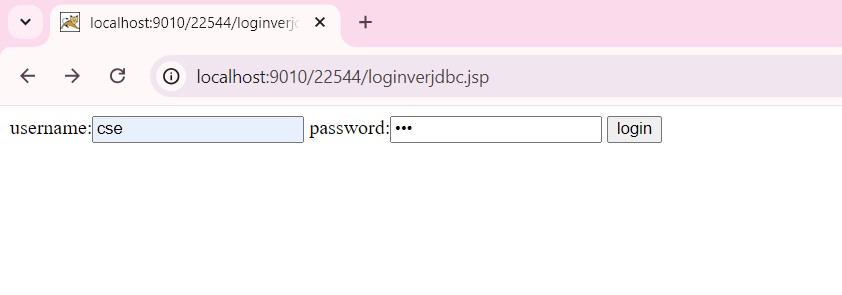 localhost:9010/22544/loginverjd
localhost:9010/22544/loginverjdbc.jsp
username: cse password: ••• login